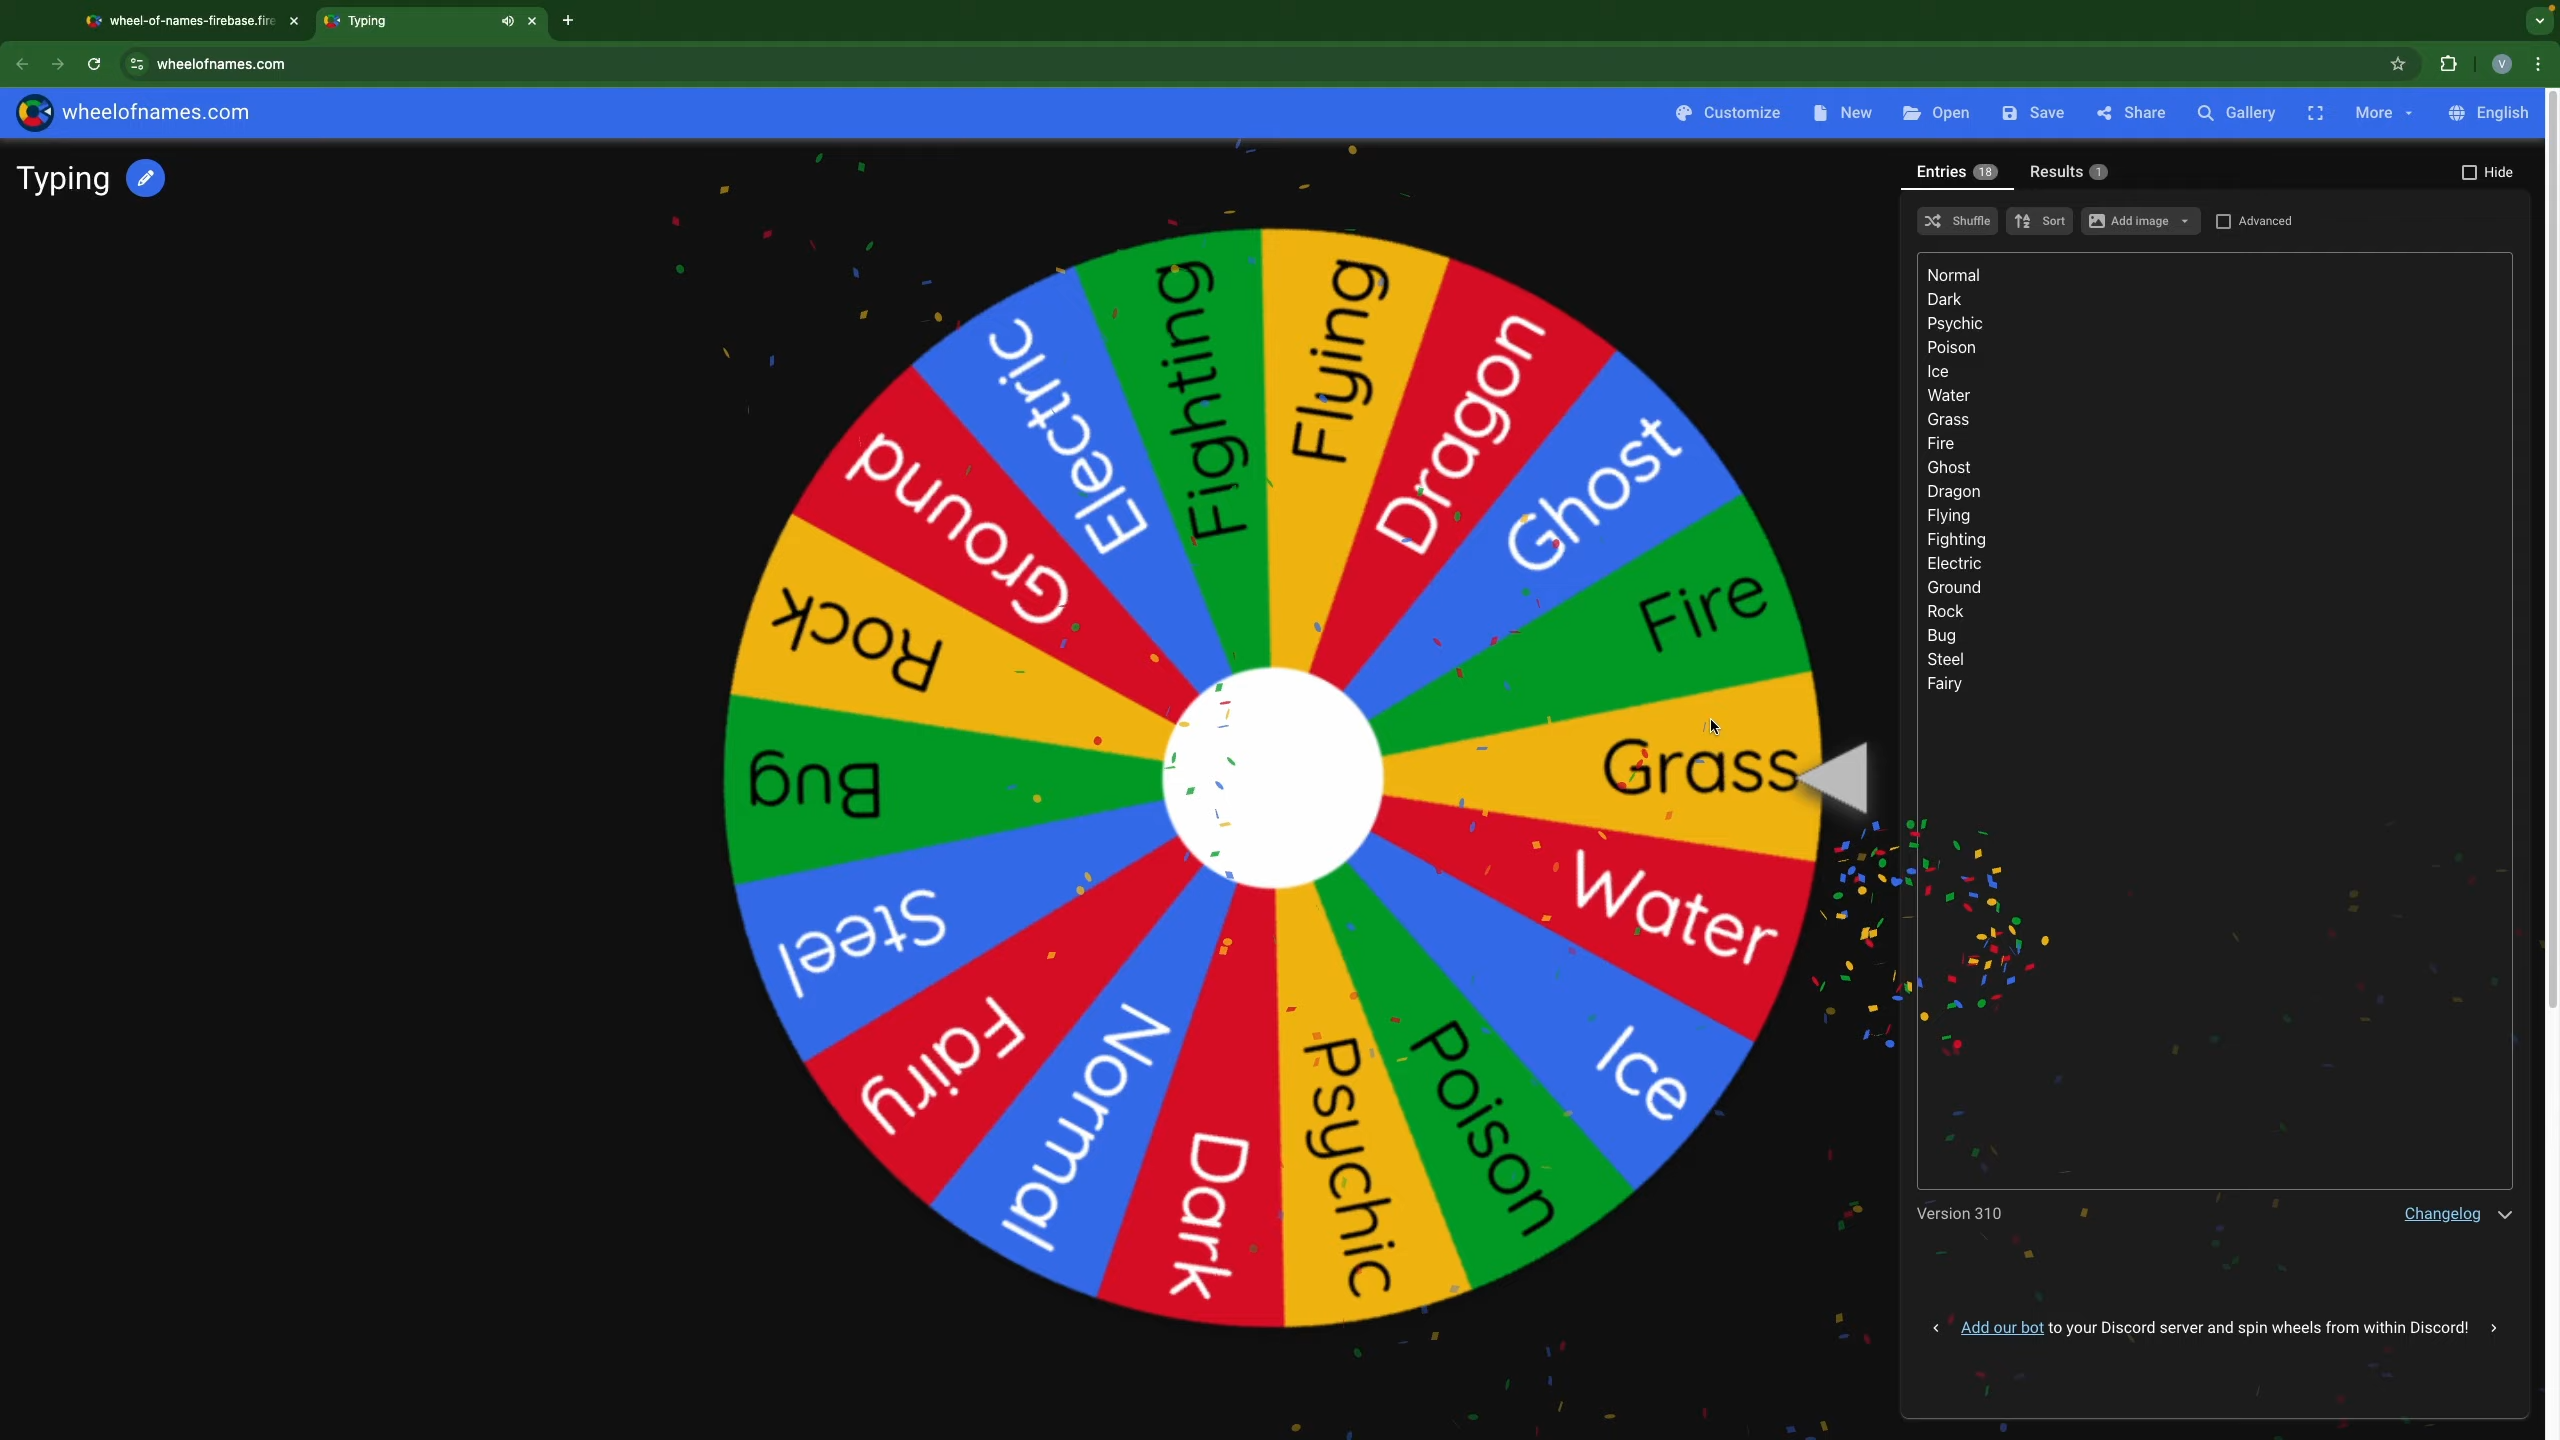 wheel-of-names-firebase.fire
Typing
wheelofnames.com
wheelofnames.com
Customize
New
Open
Save
Share
Gallery
More
English
Typing
Entries 18
Results 1
Hide
Shuffle
Sort
Add image
Advanced
Normal
Dark
Psychic
Poison
Ice
Water
Grass
Fire
Ghost
Dragon
Flying
Fighting
Electric
Ground
Rock
Bug
Steel
Fairy
Flying
Dragon
Ghost
Fire
Grass
Water
Ice
Poison
Psychic
Dark
Normal
Fairy
Steel
Bug
Rock
Ground
Electric
Fighting
Version 310
Changelog
Add our bot to your Discord server and spin wheels from within Discord!
V